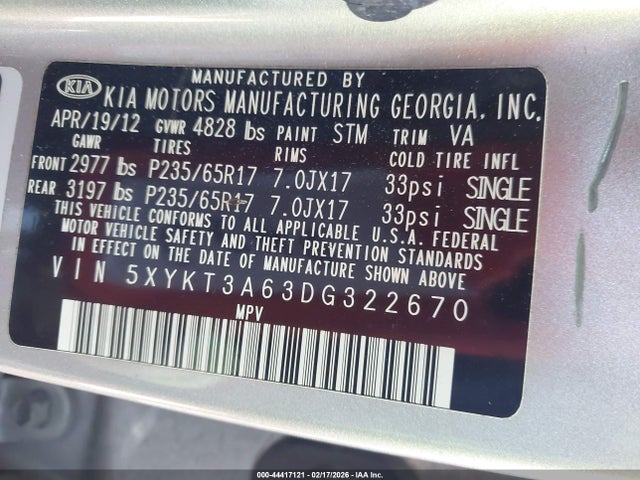 MANUFACTURED BY
KIA KIA MOTORS MANUFACTURING GEORGIA, INC.
APR/19/12 GVWR 4828 lbs PAINT STM TRIM VA
GAWR TIRES RIMS COLD TIRE INFL
FRONT 2977 lbs P235/65R17 7.0JX17 33psi SINGLE
REAR 3197 lbs P235/65R17 7.0JX17 33psi SINGLE
THIS VEHICLE CONFORMS TO ALL APPLICABLE U.S.A. FEDERAL
MOTOR VEHICLE SAFETY AND THEFT PREVENTION STANDARDS
IN EFFECT ON THE DATE OF MANUFACTURE SHOWN ABOVE
VIN 5XYKT3A63DG322670
MPV
000-44417121 - 02/17/2026 - IAA Inc.